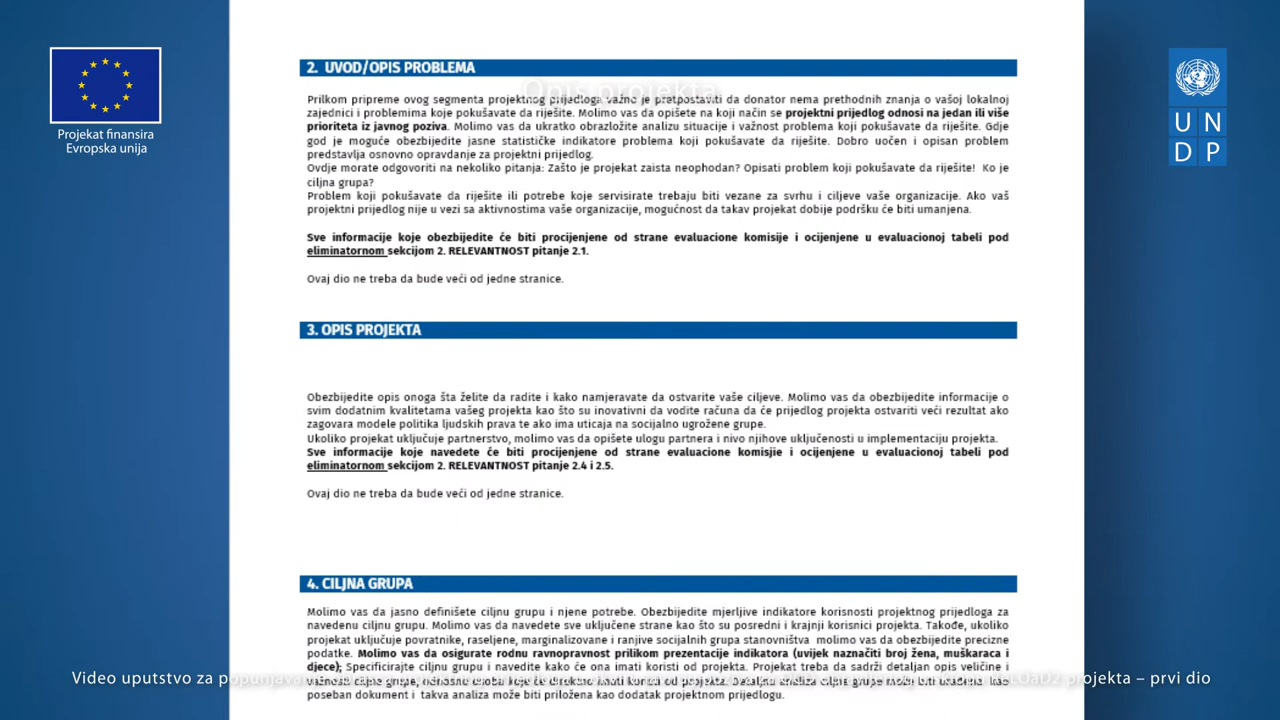 Projekat finansira
Evropska unija
U N
D P
2. UVOD/OPIS PROBLEMA
Opis projekta
Prilkom pripreme ovog segmenta projektnog prijedloga važno je pretpostaviti da donator nema prethodnih znanja o vašoj lokalnoj
zajednici i problemima koje pokušavate da riješite. Molimo vas da opišete na koji način se projektni prijedlog odnosi na jedan ili više
prioriteta iz javnog poziva. Molimo vas da ukratko obrazložite analizu situacije i važnost problema koji pokušavate da riješite. Gdje
god je moguće obezbijedite jasne statističke indikatore problema koji pokušavate da riješite. Dobro uočen i opisan problem
predstavlja osnovno opravdanje za projektni prijedlog.
Ovdje morate odgovoriti na nekoliko pitanja: Zašto je projekat zaista neophodan? Opisati problem koji pokušavate da riješite! Ko je
ciljna grupa?
Problem koji pokušavate da riješite ili potrebe koje servisirate trebaju biti vezane za svrhu i ciljeve vaše organizacije. Ako vaš
projektni prijedlog nije u vezi sa aktivnostima vaše organizacije, mogućnost da takav projekat dobije podršku će biti umanjena.
Sve informacije koje obezbijedite će biti procijenjene od strane evaluacione komisije i ocijenjene u evaluacionoj tabeli pod
eliminatornom sekcijom 2. RELEVANTNOST pitanje 2.1.
Ovaj dio ne treba da bude veći od jedne stranice.
3. OPIS PROJEKTA
Obezbijedite opis onoga šta želite da radite i kako namjeravate da ostvarite vaše ciljeve. Molimo vas da obezbijedite informacije o
svim dodatnim kvalitetama vašeg projekta kao što su inovativni da vodite računa da će prijedlog projekta ostvariti veći rezultat ako
zagovara modele politika ljudskih prava te ako ima uticaja na socijalno ugrožene grupe.
Ukoliko projekat uključuje partnerstvo, molimo vas da opišete ulogu partnera i nivo njihove uključenosti u implementaciju projekta.
Sve informacije koje navedete će biti procijenjene od strane evaluacione komisjie i ocijenjene u evaluacionoj tabeli pod
eliminatornom sekcijom 2. RELEVANTNOST pitanje 2.4 i 2.5.
Ovaj dio ne treba da bude veći od jedne stranice.
4. CILJNA GRUPA
Molimo vas da jasno definišete ciljnu grupu i njene potrebe. Obezbijedite mjerljive indikatore korisnosti projektnog prijedloga za
navedenu ciljnu grupu. Molimo vas da navedete sve uključene strane kao što su posredni i krajnji korisnici projekta. Takođe, ukoliko
projekat uključuje povratnike, raseljene, marginalizovane i ranjive socijalnih grupa stanovništva molimo vas da obezbijedite precizne
podatke. Molimo vas da osigurate rodnu ravnopravnost prilikom prezentacije indikatora (uvijek naznačiti broj žena, muškaraca i
djece); Specificirajte ciljnu grupu i navedite kako će ona imati koristi od projekta. Projekat treba da sadrži detaljan opis veličine i
Video uputstvo za popunjavanje ReLOaD2 projekta – prvi dio
poseban dokument i takva analiza može biti priložena kao dodatak projektnom prijedlogu.